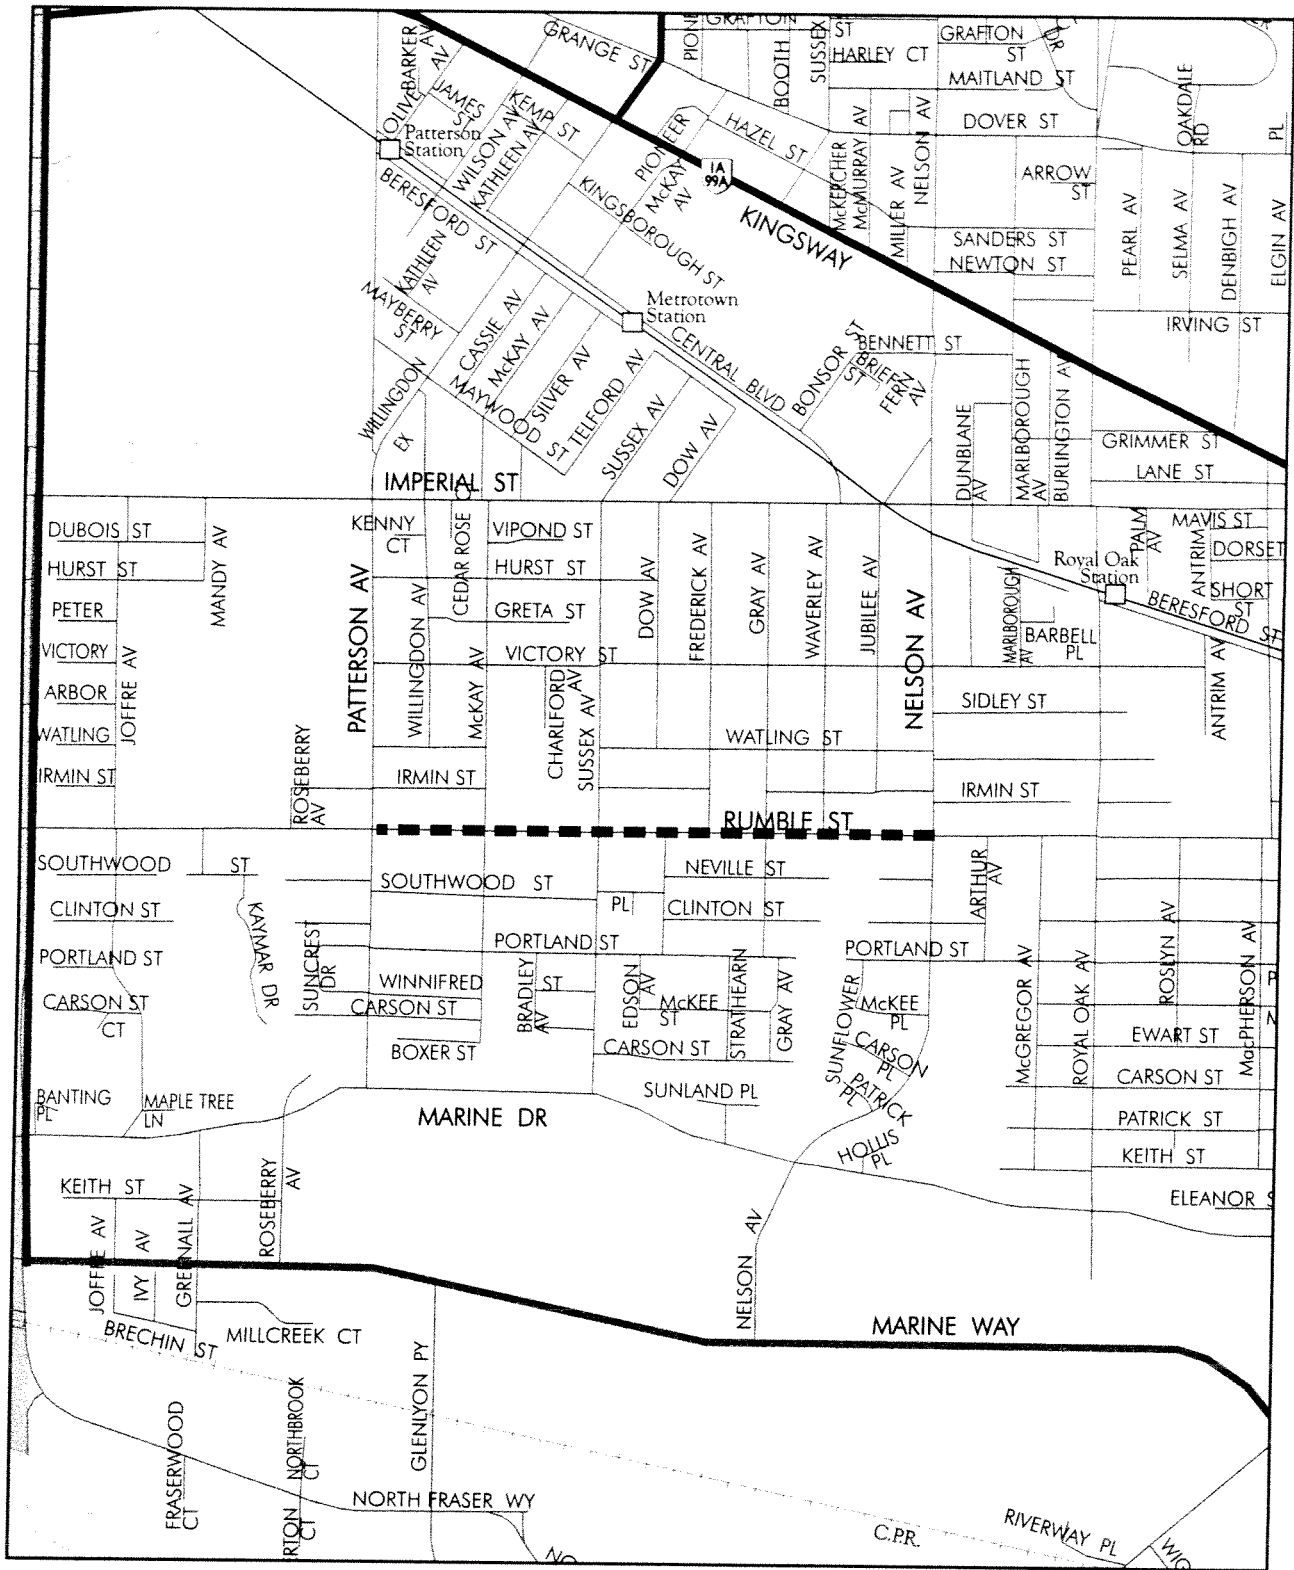 GRAFTON
PIONE
BOOTH
SUSSEX
ST
HARLEY CT
GRAFTON
ST
DR
MAITLAND ST
OAKDALE
RD
PL
GRANGE ST
BARKER
AV
OLIVE
AV
JAMES
ST
KEMP ST
WILSON AV
KATHLEEN AV
Patterson
Station
PIONEER
McKAY
AV
HAZEL ST
1A
99A
McKERCHER
McMURRAY AV
MILLER AV
NELSON AV
DOVER ST
ARROW
ST
PEARL AV
SELMA AV
DENBIGH AV
ELGIN AV
BERESFORD ST
KINGSBOROUGH ST
KINGSWAY
SANDERS ST
NEWTON ST
KATHLEEN
AV
MAYBERRY
ST
Metrotown
Station
IRVING ST
CASSIE AV
McKAY AV
SILVER AV
TELFORD AV
MAYWOOD ST
SUSSEX AV
DOW AV
CENTRAL BLVD
BONSOR ST
BRIEF
ST
FERN
AV
BENNETT ST
WILLINGDON
EX
DUNBLANE
AV
MARLBOROUGH
AV
BURLINGTON AV
GRIMMER ST
LANE ST
IMPERIAL ST
DUBOIS ST
HURST ST
PETER
VICTORY
ARBOR
WATLING
IRMIN ST
JOFFRE AV
MANDY AV
ROSEBERRY
AV
PATTERSON AV
KENNY
CT
CEDAR ROSE C
VIPOND ST
HURST ST
GRETA ST
VICTORY ST
WILLINGDON AV
McKAY AV
CHARLFORD
AV
SUSSEX AV
DOW AV
FREDERICK AV
GRAY AV
WAVERLEY AV
JUBILEE AV
NELSON AV
WATLING ST
IRMIN ST
Royal Oak
Station
PALM
AV
MAVIS ST
ANTRIM
DORSET
SHORT
ST
BERESFORD ST
MARLBOROUGH
AV
BARBELL
PL
SIDLEY ST
ANTRIM AV
IRMIN ST
RUMBLE ST
SOUTHWOOD ST
CLINTON ST
PORTLAND ST
CARSON ST
CT
KAYMAR DR
SUNCREST
DR
SOUTHWOOD ST
NEVILLE ST
PL
CLINTON ST
ARTHUR
AV
PORTLAND ST
PORTLAND ST
WINNIFRED ST
CARSON ST
BRADLEY
AV
BOXER ST
EDSON
AV
McKEE
ST
STRATHEARN
GRAY AV
CARSON ST
SUNLAND PL
SUNFLOWER
McKEE
PL
CARSON
PL
PATRICK
PL
HOLLIS
PL
McGREGOR AV
ROYAL OAK AV
ROSLYN AV
MacPHERSON AV
P
EWART ST
CARSON ST
PATRICK ST
KEITH ST
ELEANOR S
BANTING
PL
MAPLE TREE
LN
MARINE DR
KEITH ST
JOFFRE AV
IVY AV
GREENALL AV
ROSEBERRY AV
NELSON AV
BRECHIN ST
MILLCREEK CT
MARINE WAY
GLENLYON PY
FRASERWOOD
CT
NORTHBROOK
CT
RTON
CT
NORTH FRASER WY
C.P.R.
RIVERWAY PL
WIG